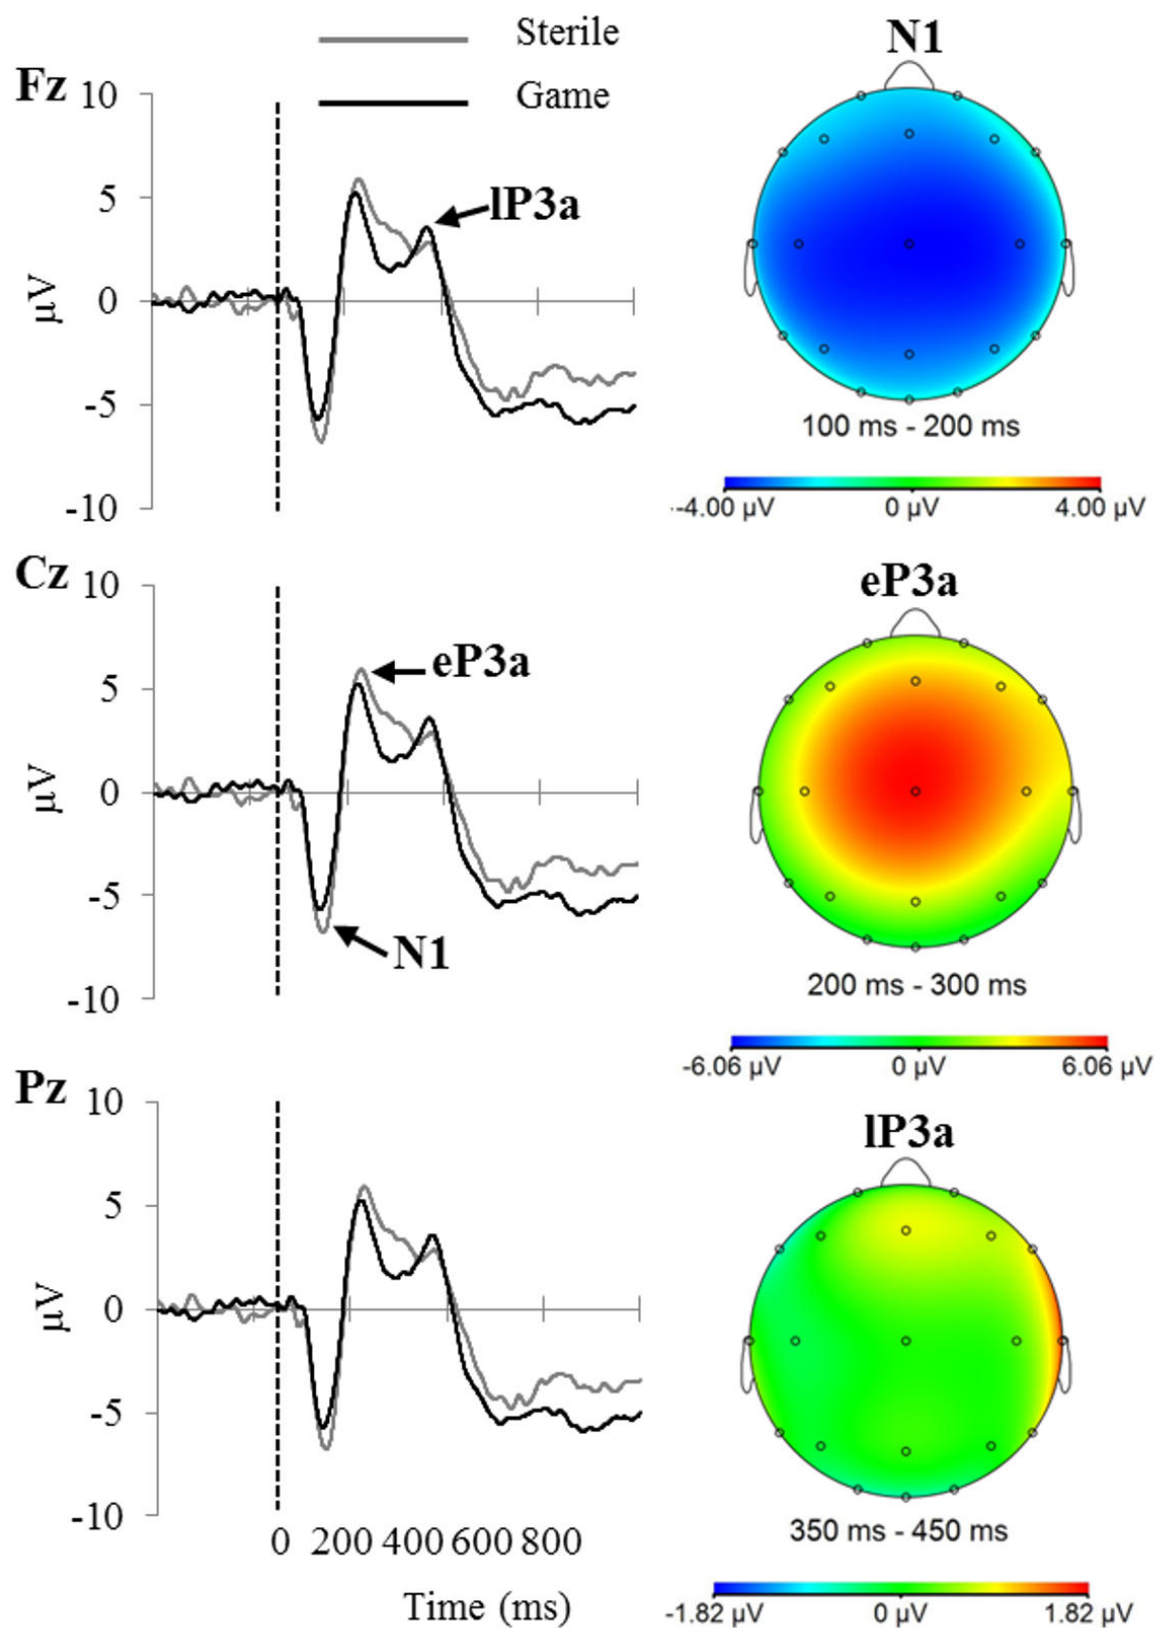 Sterile
Game
Fz
10
5
0
-5
-10
µV
lP3a
N1
100 ms - 200 ms
-4.00 µV 0 µV 4.00 µV
Cz
10
5
0
-5
-10
µV
eP3a
N1
eP3a
200 ms - 300 ms
-6.06 µV 0 µV 6.06 µV
Pz
10
5
0
-5
-10
µV
0 200 400 600 800
Time (ms)
lP3a
350 ms - 450 ms
-1.82 µV 0 µV 1.82 µV